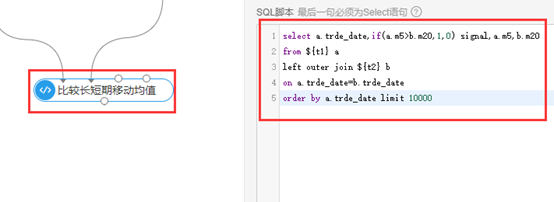 SQL脚本 最后一句必须为Select语句 ?
1 select a.trde_date,if(a.m5>b.m20,1,0) signal,a.m5,b.m20
2 from ${t1} a
3 left outer join ${t2} b
4 on a.trde_date=b.trde_date
5 order by a.trde_date limit 10000
</> 比较长短期移动均值